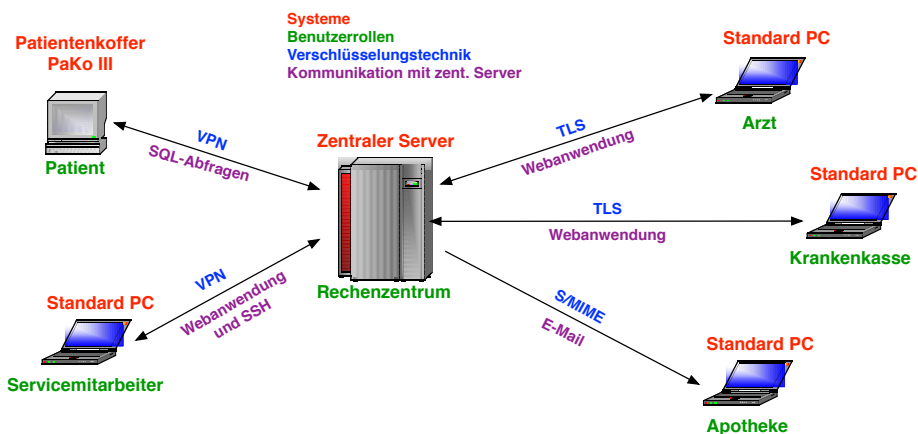 Systeme
Benutzerrollen
Verschlüsselungstechnik
Kommunikation mit zent. Server
Patientenkoffer
PaKo III
Patient
VPN
SQL-Abfragen
Zentraler Server
Rechenzentrum
Standard PC
Arzt
TLS
Webanwendung
Standard PC
Krankenkasse
TLS
Webanwendung
Standard PC
Servicemitarbeiter
VPN
Webanwendung
und SSH
S/MIME
E-Mail
Standard PC
Apotheke